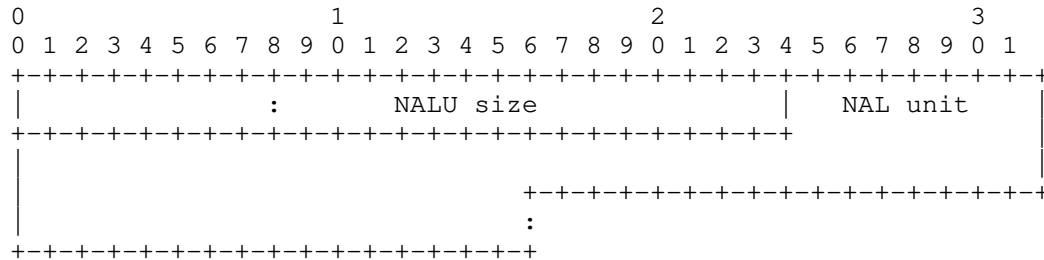 0                   1                   2                   3
0 1 2 3 4 5 6 7 8 9 0 1 2 3 4 5 6 7 8 9 0 1 2 3 4 5 6 7 8 9 0 1
+-+-+-+-+-+-+-+-+-+-+-+-+-+-+-+-+-+-+-+-+-+-+-+-+-+-+-+-+-+-+-+-+
|               :       NALU size               |   NAL unit    |
+-+-+-+-+-+-+-+-+-+-+-+-+-+-+-+-+-+-+-+-+-+-+-+-+               |
|                                                               |
|                               +-+-+-+-+-+-+-+-+-+-+-+-+-+-+-+-+
|                               :
+-+-+-+-+-+-+-+-+-+-+-+-+-+-+-+-+